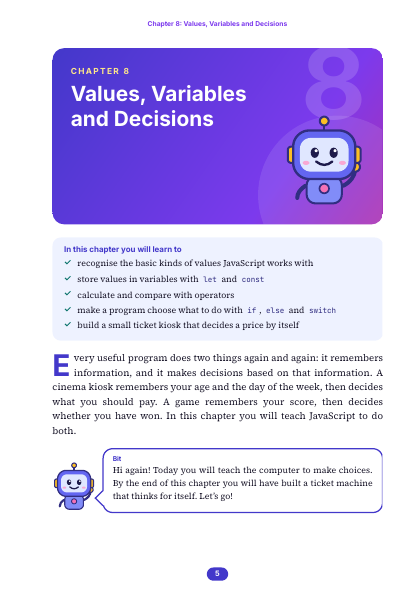 Chapter 8: Values, Variables and Decisions
8
CHAPTER 8
Values, Variables
and Decisions
In this chapter you will learn to
recognise the basic kinds of values JavaScript works with
store values in variables with let and const
calculate and compare with operators
make a program choose what to do with if , else and switch
build a small ticket kiosk that decides a price by itself
Every useful program does two things again and again: it remembers
information, and it makes decisions based on that information. A
cinema kiosk remembers your age and the day of the week, then decides
what you should pay. A game remembers your score, then decides
whether you have won. In this chapter you will teach JavaScript to do
both.
Bit
Hi again! Today you will teach the computer to make choices.
By the end of this chapter you will have built a ticket machine
that thinks for itself. Let's go!
5